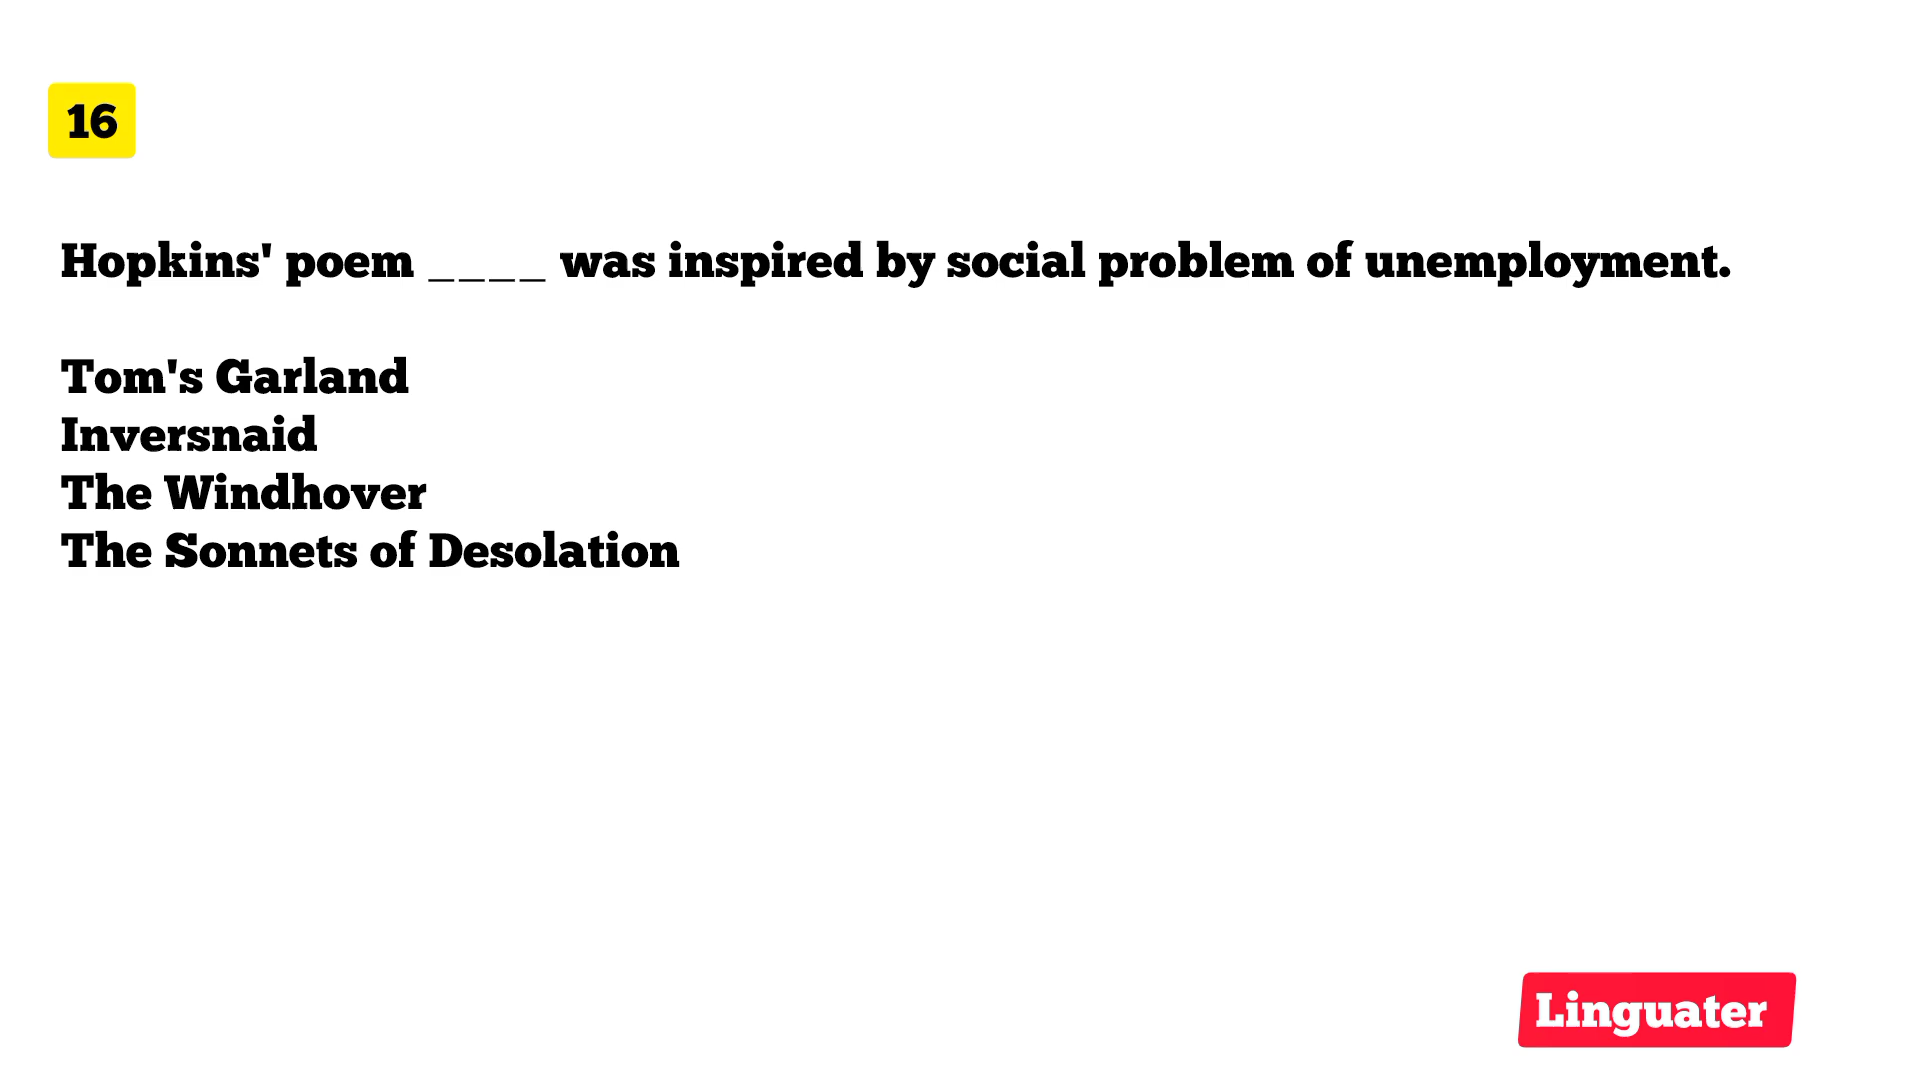 16
Hopkins' poem ____ was inspired by social problem of unemployment.
Tom's Garland
Inversnaid
The Windhover
The Sonnets of Desolation
Linguater